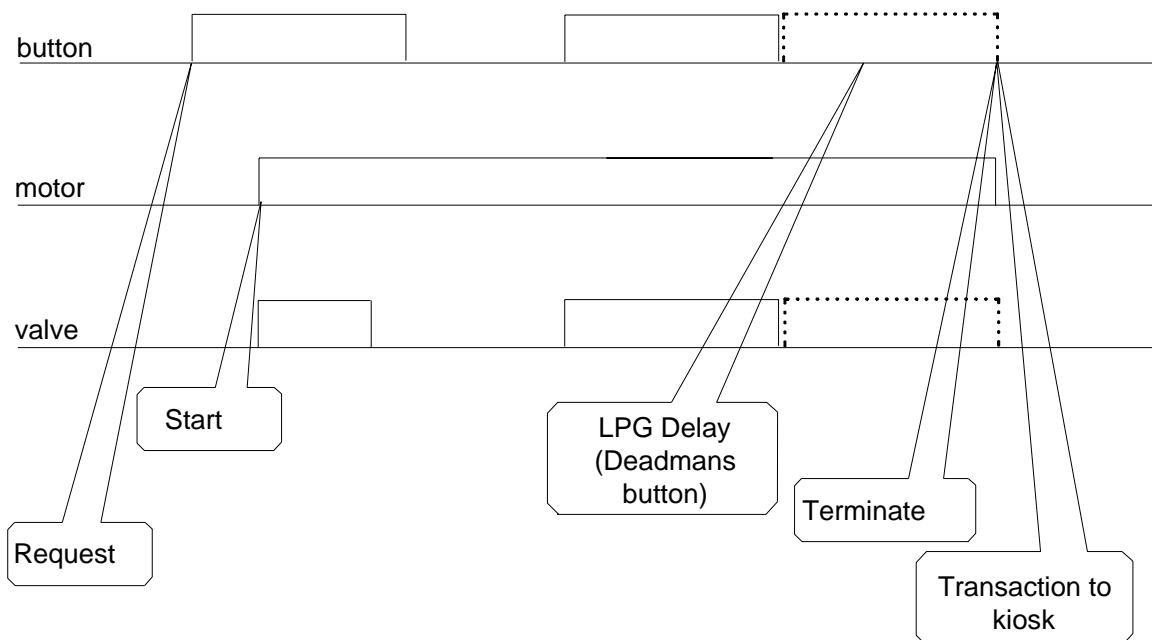 button
motor
valve
Start
LPG Delay
(Deadmans
button)
Terminate
Request
Transaction to
kiosk